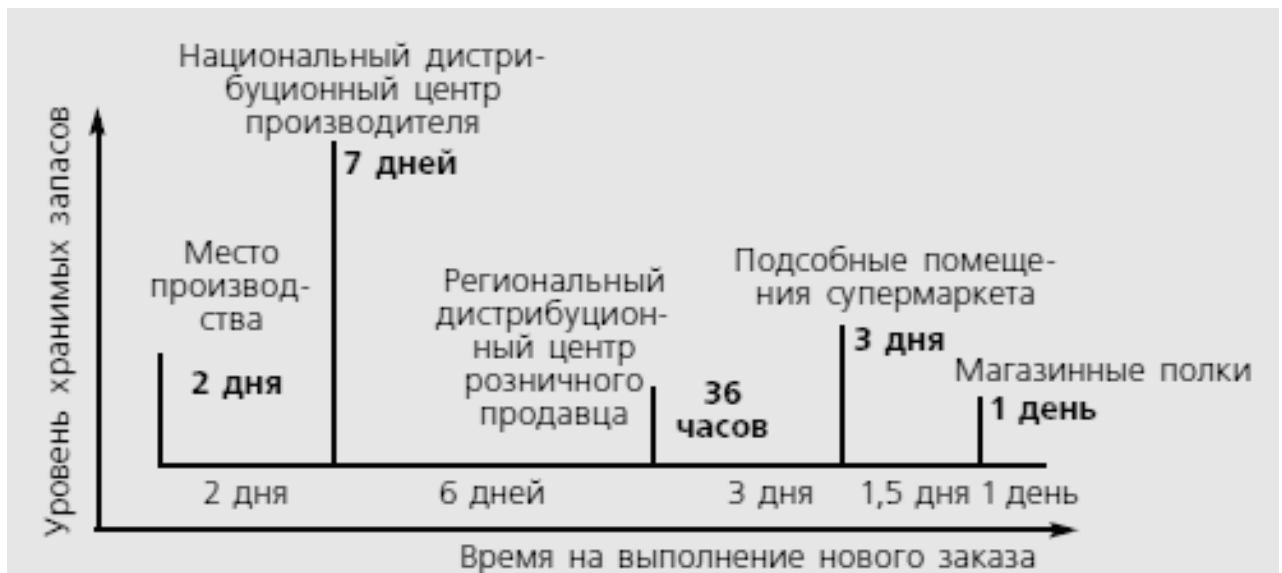 Национальный дистри-
буционный центр
производителя
7 дней
Уровень хранимых запасов
Место
производ-
ства
2 дня
Региональный
дистрибуцион-
ный центр
розничного
продавца
36
часов
Подсобные помеще-
ния супермаркета
3 дня
Магазинные полки
1 день
2 дня
6 дней
3 дня
1,5 дня
1 день
Время на выполнение нового заказа